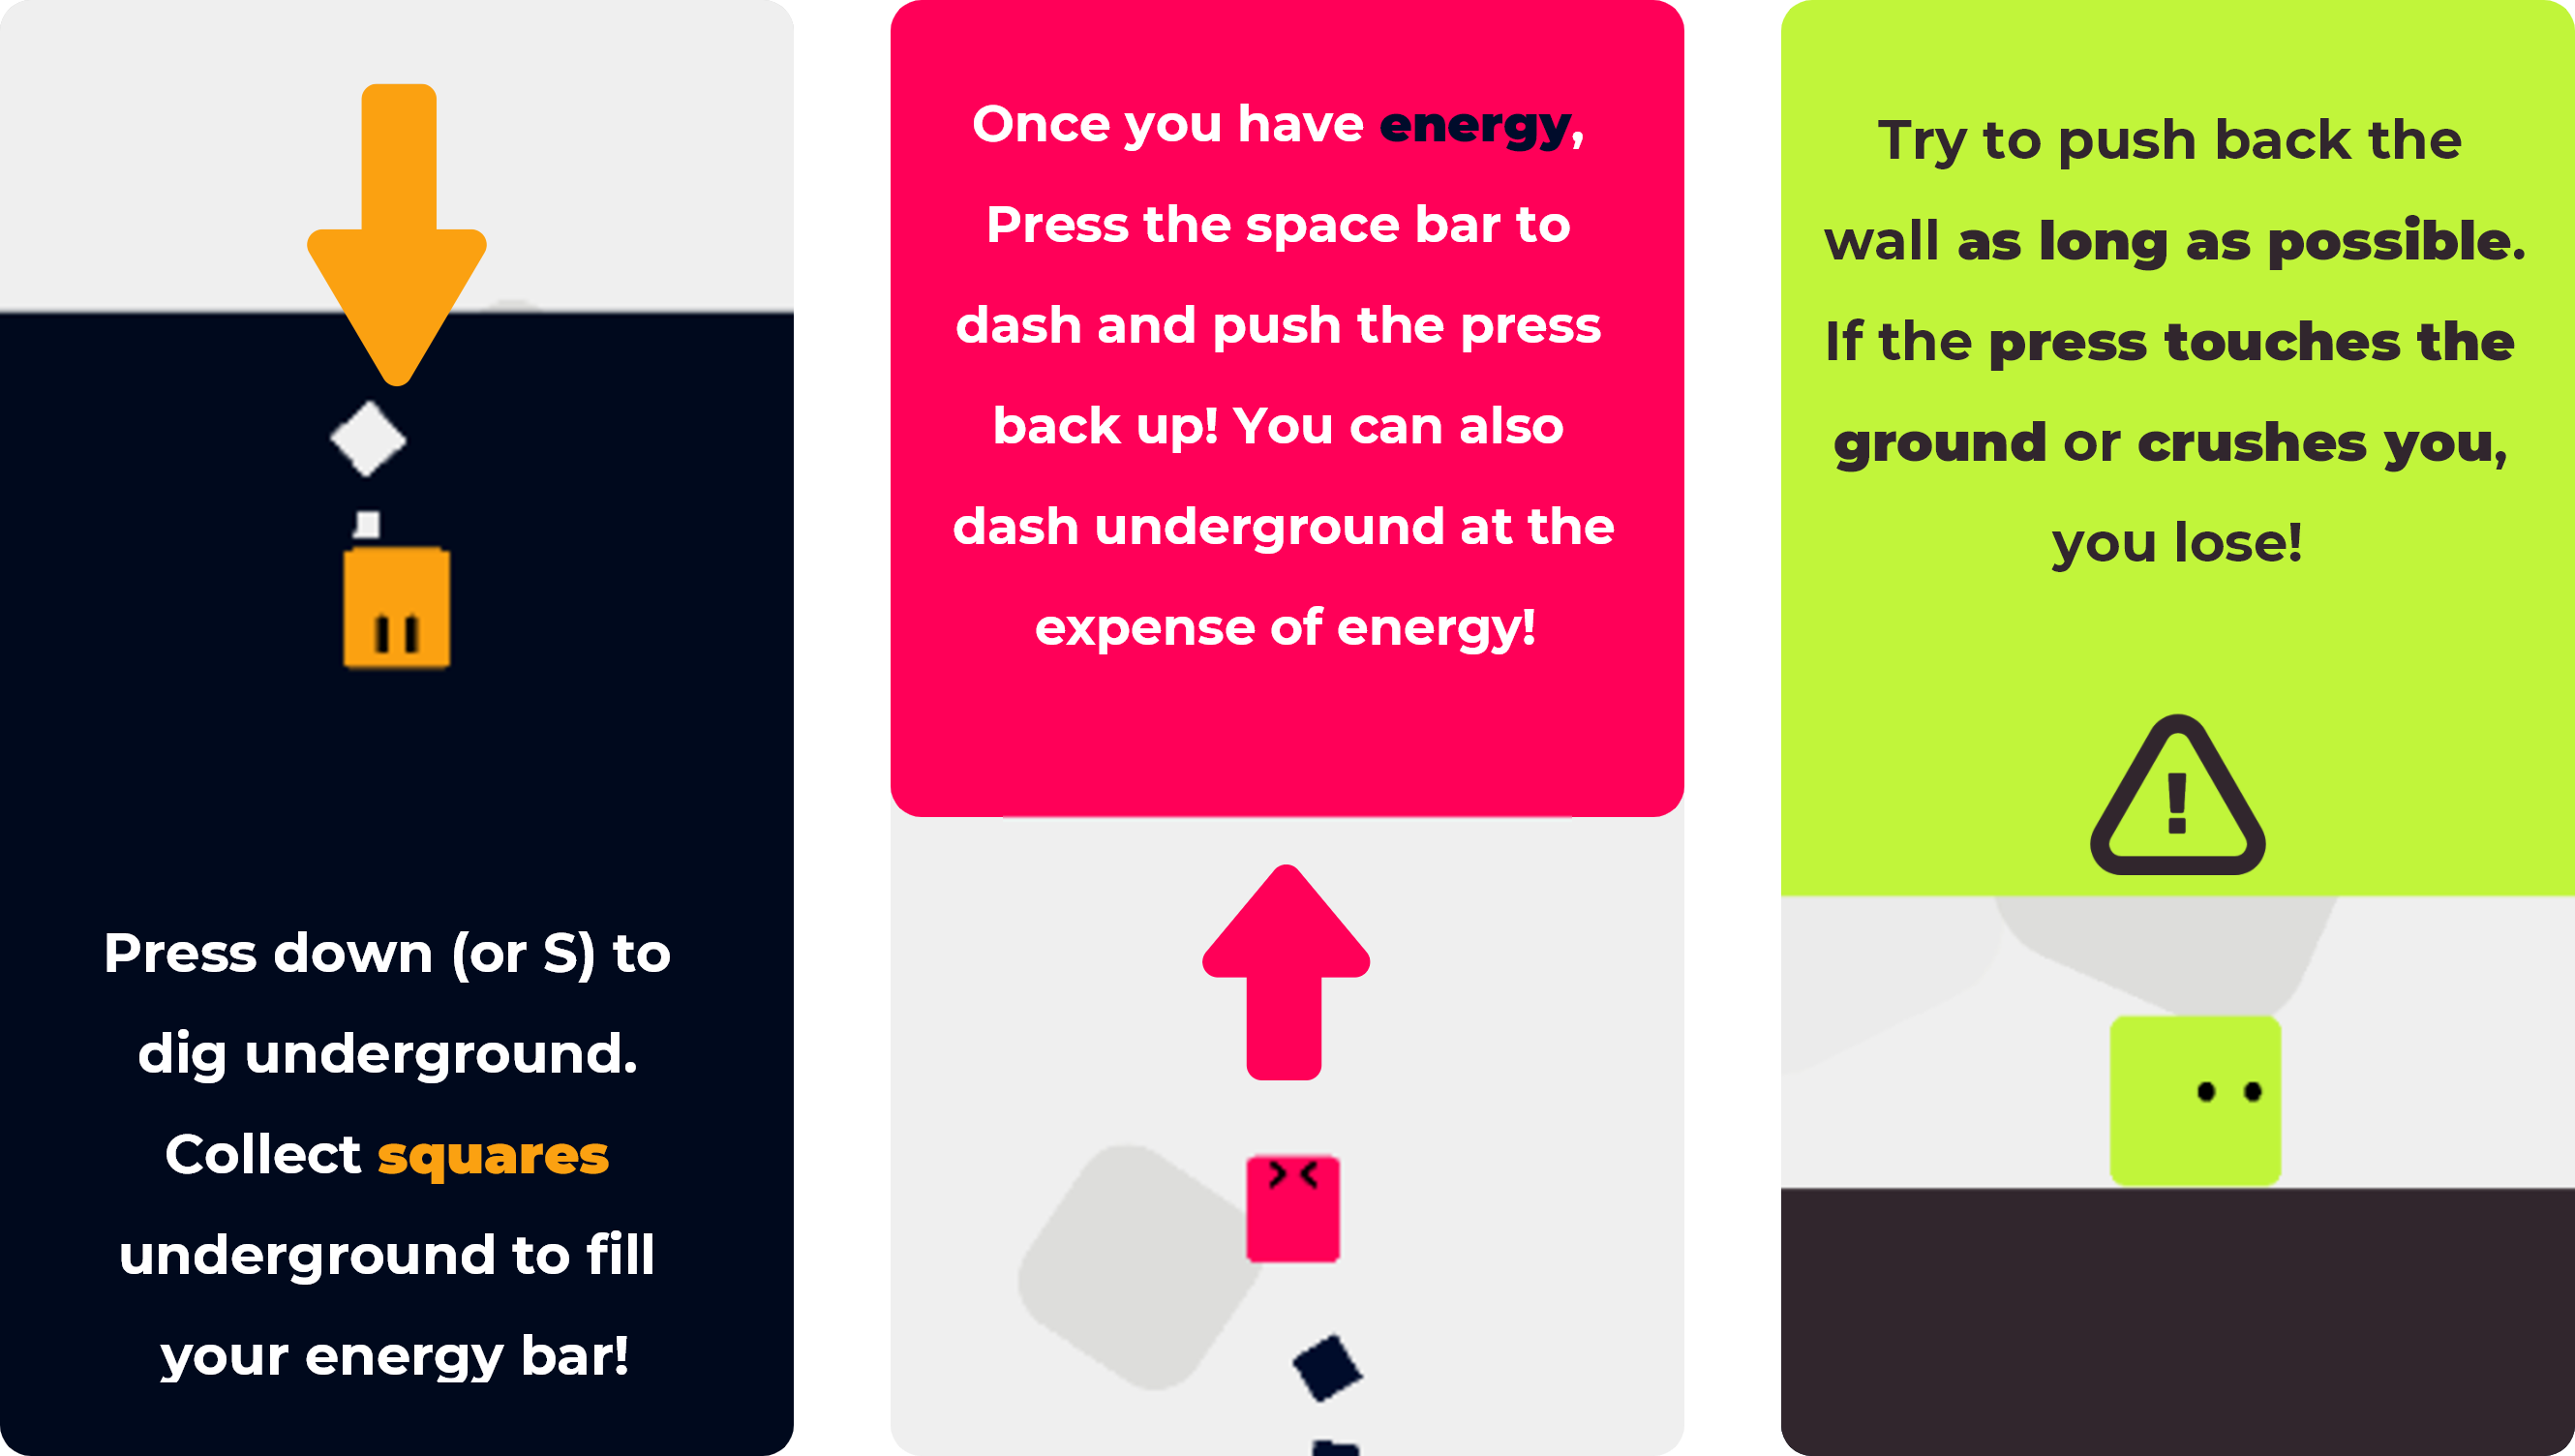 Press down (or S) to
dig underground.
Collect squares
underground to fill
your energy bar!
Once you have energy,
Press the space bar to
dash and push the press
back up! You can also
dash underground at the
expense of energy!
Try to push back the
wall as long as possible.
If the press touches the
ground or crushes you,
you lose!
!